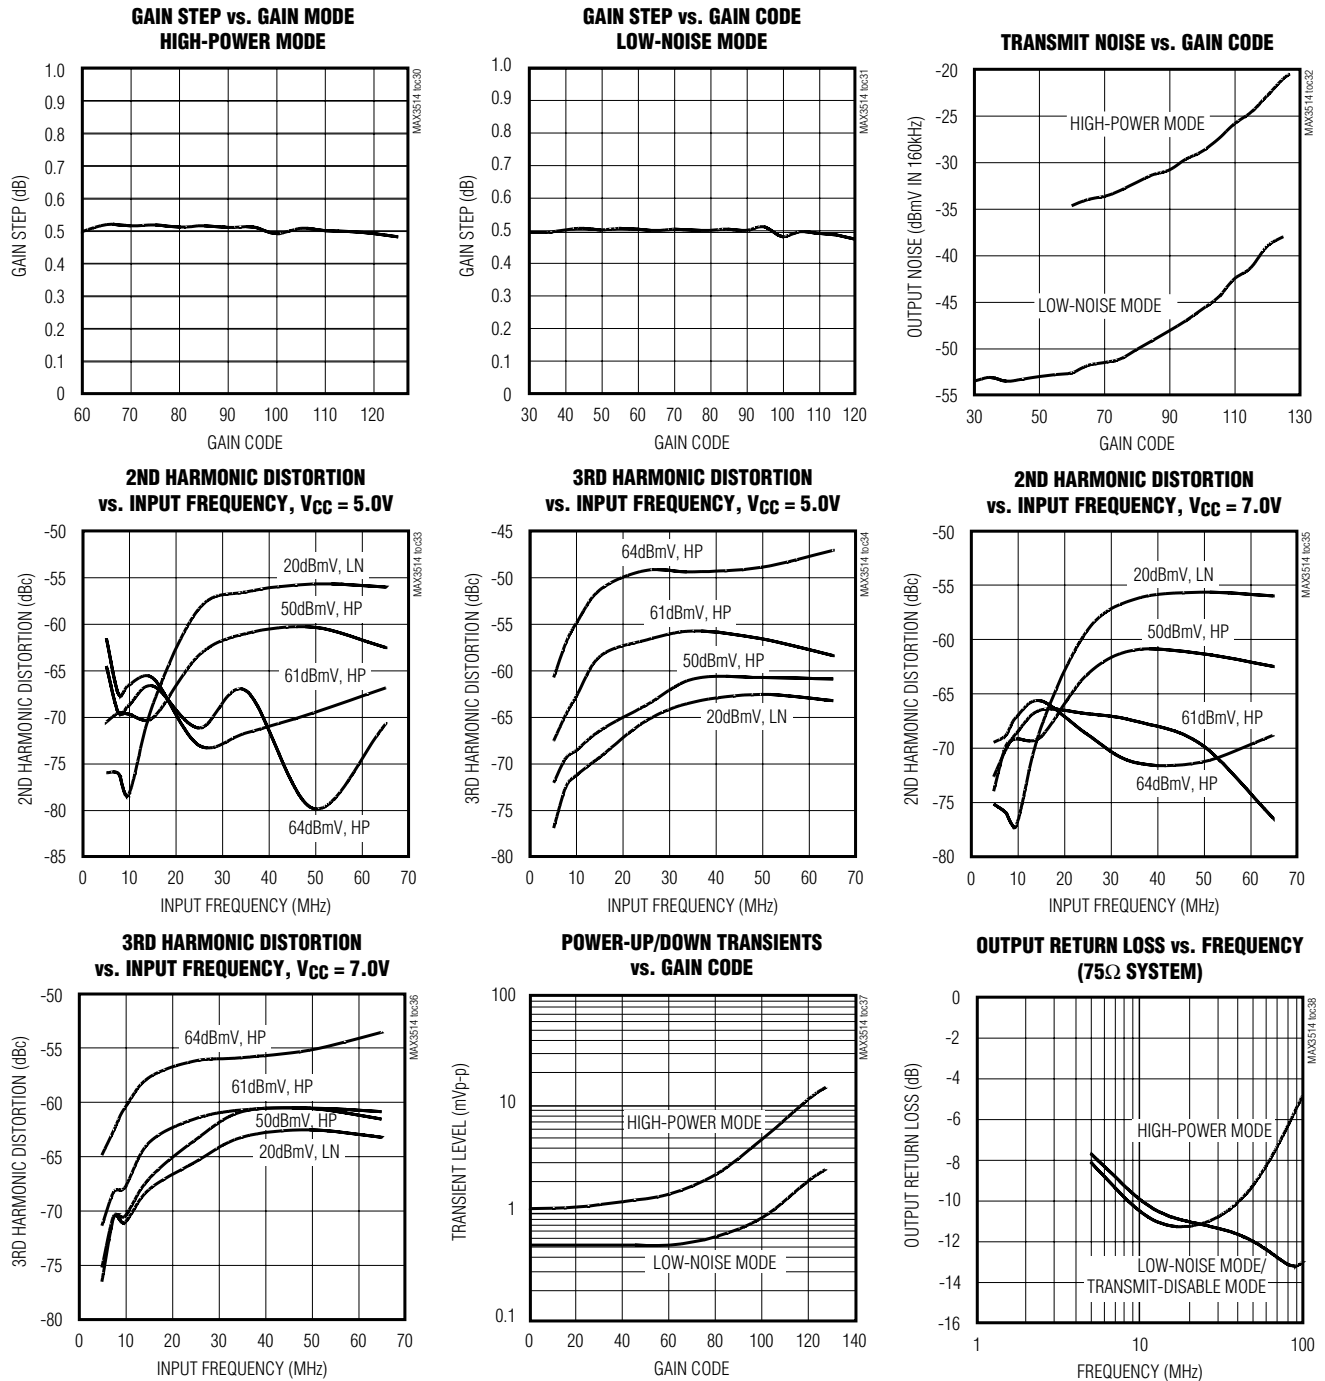 GAIN STEP vs. GAIN MODE
HIGH-POWER MODE
1.0
0.9
0.8
0.7
0.6
0.5
0.4
0.3
0.2
0.1
0
GAIN STEP (dB)
60 70 80 90 100 110 120
GAIN CODE
MAX3514 toc30
GAIN STEP vs. GAIN CODE
LOW-NOISE MODE
1.0
0.9
0.8
0.7
0.6
0.5
0.4
0.3
0.2
0.1
0
GAIN STEP (dB)
30 40 50 60 70 80 90 100 110 120
GAIN CODE
MAX3514 toc31
TRANSMIT NOISE vs. GAIN CODE
-20
-25
-30
-35
-40
-45
-50
-55
OUTPUT NOISE (dBmV IN 160kHz)
HIGH-POWER MODE
LOW-NOISE MODE
30 50 70 90 110 130
GAIN CODE
MAX3514 toc32
2ND HARMONIC DISTORTION
vs. INPUT FREQUENCY, VCC = 5.0V
-50
-55
-60
-65
-70
-75
-80
-85
2ND HARMONIC DISTORTION (dBc)
20dBmV, LN
50dBmV, HP
61dBmV, HP
64dBmV, HP
0 10 20 30 40 50 60 70
INPUT FREQUENCY (MHz)
MAX3514 toc33
3RD HARMONIC DISTORTION
vs. INPUT FREQUENCY, VCC = 5.0V
-45
-50
-55
-60
-65
-70
-75
-80
3RD HARMONIC DISTORTION (dBc)
64dBmV, HP
61dBmV, HP
50dBmV, HP
20dBmV, LN
0 10 20 30 40 50 60 70
INPUT FREQUENCY (MHz)
MAX3514 toc34
2ND HARMONIC DISTORTION
vs. INPUT FREQUENCY, VCC = 7.0V
-50
-55
-60
-65
-70
-75
-80
2ND HARMONIC DISTORTION (dBc)
20dBmV, LN
50dBmV, HP
61dBmV, HP
64dBmV, HP
0 10 20 30 40 50 60 70
INPUT FREQUENCY (MHz)
MAX3514 toc35
3RD HARMONIC DISTORTION
vs. INPUT FREQUENCY, VCC = 7.0V
-50
-55
-60
-65
-70
-75
-80
3RD HARMONIC DISTORTION (dBc)
64dBmV, HP
61dBmV, HP
50dBmV, HP
20dBmV, LN
0 10 20 30 40 50 60 70
INPUT FREQUENCY (MHz)
MAX3514 toc36
POWER-UP/DOWN TRANSIENTS
vs. GAIN CODE
100
10
1
0.1
TRANSIENT LEVEL (mVp-p)
HIGH-POWER MODE
LOW-NOISE MODE
0 20 40 60 80 100 120 140
GAIN CODE
MAX3514 toc37
OUTPUT RETURN LOSS vs. FREQUENCY
(75Ω SYSTEM)
0
-2
-4
-6
-8
-10
-12
-14
-16
OUTPUT RETURN LOSS (dB)
HIGH-POWER MODE
LOW-NOISE MODE/
TRANSMIT-DISABLE MODE
1 10 100
FREQUENCY (MHz)
MAX3514 toc38